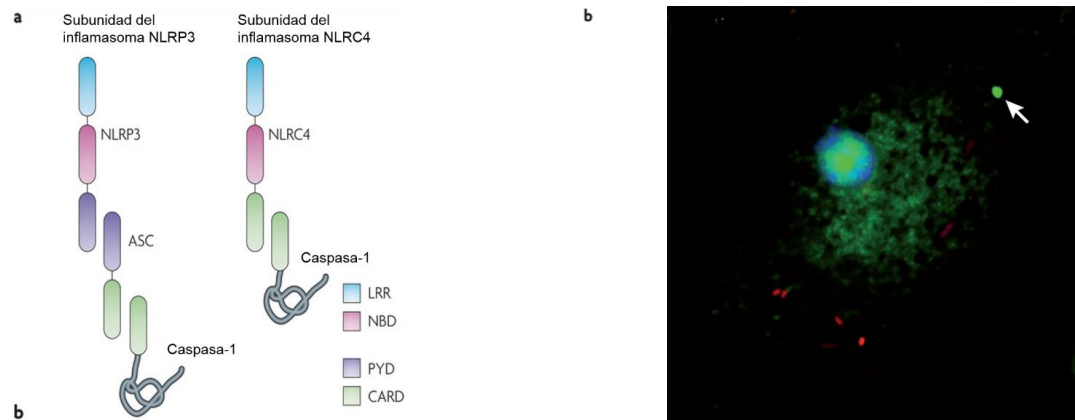 a
Subunidad del
inflamasoma NLRP3
Subunidad del
inflamasoma NLRC4
NLRP3
NLRC4
ASC
Caspasa-1
LRR
NBD
Caspasa-1
PYD
CARD
b
b